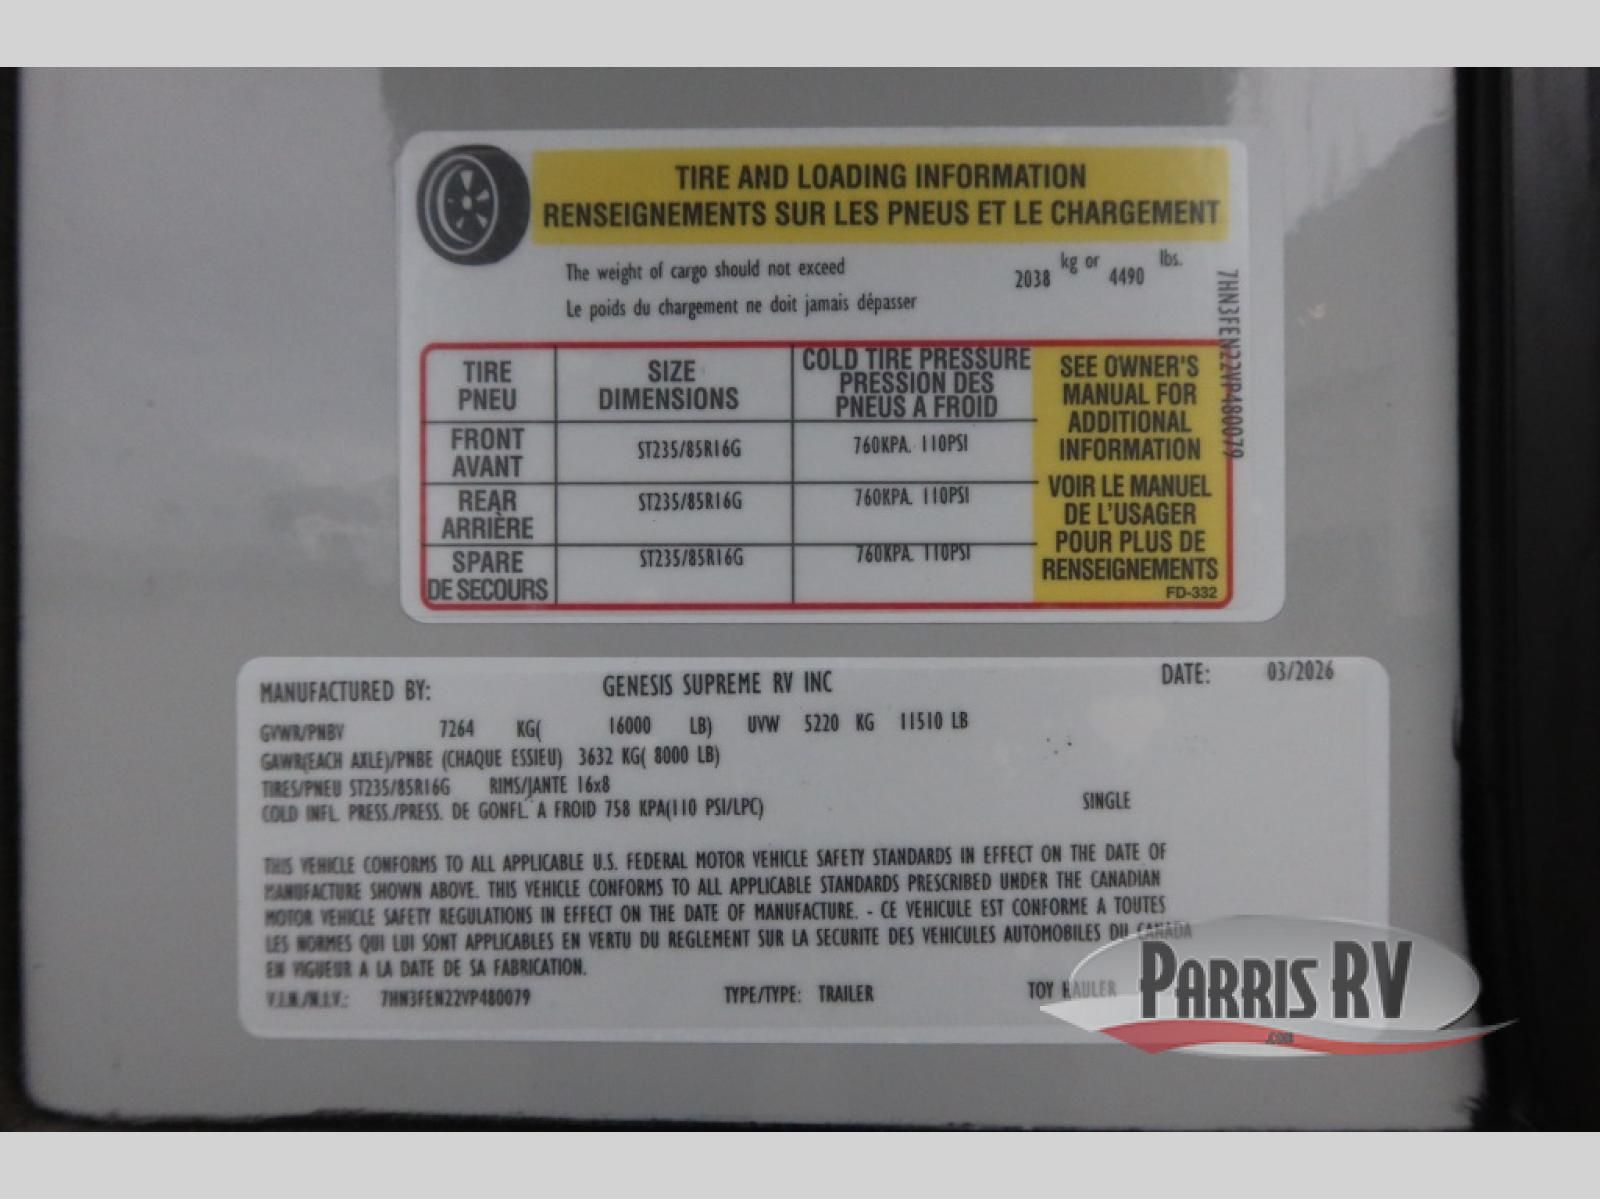 TIRE AND LOADING INFORMATION
RENSEIGNEMENTS SUR LES PNEUS ET LE CHARGEMENT
The weight of cargo should not exceed 2038 kg or 4490 lbs.
Le poids du chargement ne doit jamais dépasser
7HN3FEN22VP480079
TIRE PNEU SIZE DIMENSIONS COLD TIRE PRESSURE PRESSION DES PNEUS A FROID
FRONT AVANT ST235/85R16G 760KPA. 110PSI
REAR ARRIÈRE ST235/85R16G 760KPA. 110PSI
SPARE DE SECOURS ST235/85R16G 760KPA. 110PSI
SEE OWNER'S
MANUAL FOR
ADDITIONAL
INFORMATION
VOIR LE MANUEL
DE L'USAGER
POUR PLUS DE
RENSEIGNEMENTS
FD-332
MANUFACTURED BY: GENESIS SUPREME RV INC DATE: 03/2026
GVWR/PNBV 7264 KG( 16000 LB) UVW 5220 KG 11510 LB
GAWR(EACH AXLE)/PNBE (CHAQUE ESSIEU) 3632 KG( 8000 LB)
TIRES/PNEU ST235/85R16G RIMS/JANTE 16x8
COLD INFL. PRESS./PRESS. DE GONFL. A FROID 758 KPA(110 PSI/LPC) SINGLE
THIS VEHICLE CONFORMS TO ALL APPLICABLE U.S. FEDERAL MOTOR VEHICLE SAFETY STANDARDS IN EFFECT ON THE DATE OF
MANUFACTURE SHOWN ABOVE. THIS VEHICLE CONFORMS TO ALL APPLICABLE STANDARDS PRESCRIBED UNDER THE CANADIAN
MOTOR VEHICLE SAFETY REGULATIONS IN EFFECT ON THE DATE OF MANUFACTURE. - CE VEHICULE EST CONFORME A TOUTES
LES NORMES QUI LUI SONT APPLICABLES EN VERTU DU REGLEMENT SUR LA SECURITE DES VEHICULES AUTOMOBILES DU CANADA
EN VIGUEUR A LA DATE DE SA FABRICATION.
V.I.N./N.I.V.: 7HN3FEN22VP480079 TYPE/TYPE: TRAILER TOY HAULER
PARRIS RV
.COM